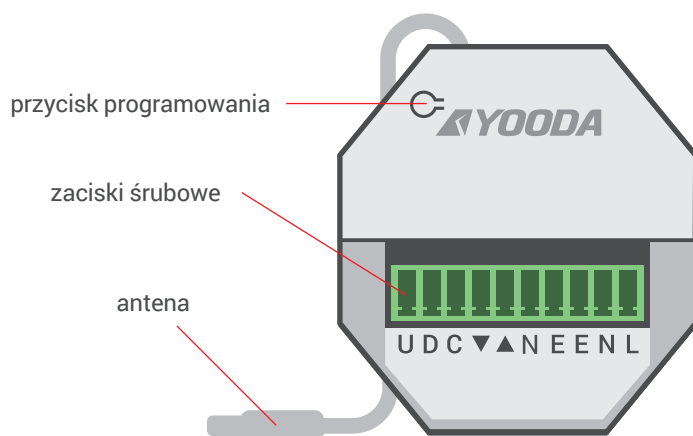 przycisk programowania
YOODA
zaciski śrubowe
antena
U D C ▼ ▲ N E E N L